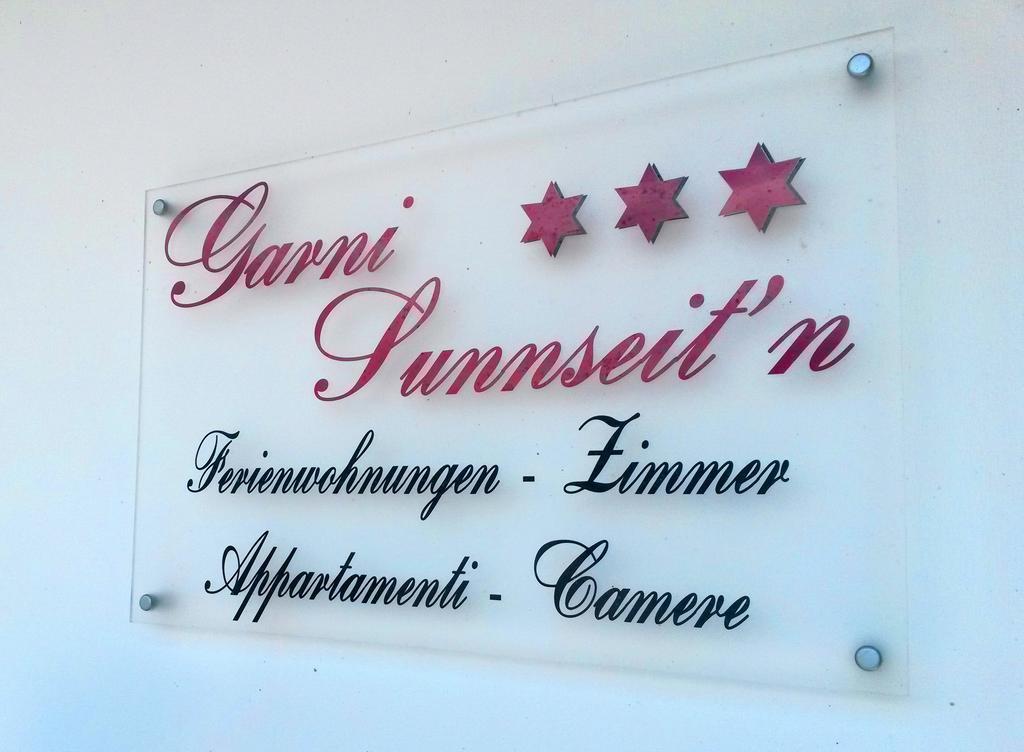 Garni
Sunnseit'n
Ferienwohnungen - Zimmer
Appartamenti - Camere